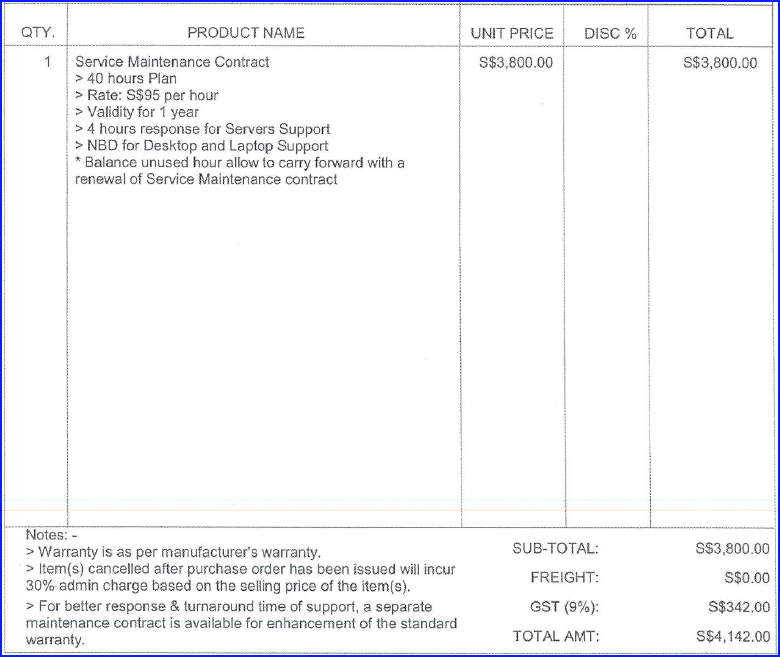 QTY. PRODUCT NAME UNIT PRICE DISC % TOTAL
1 Service Maintenance Contract S$3,800.00 S$3,800.00
> 40 hours Plan
> Rate: S$95 per hour
> Validity for 1 year
> 4 hours response for Servers Support
> NBD for Desktop and Laptop Support
* Balance unused hour allow to carry forward with a
renewal of Service Maintenance contract
Notes: -
> Warranty is as per manufacturer's warranty.
> Item(s) cancelled after purchase order has been issued will incur
30% admin charge based on the selling price of the item(s).
> For better response & turnaround time of support, a separate
maintenance contract is available for enhancement of the standard
warranty.
SUB-TOTAL: S$3,800.00
FREIGHT: S$0.00
GST (9%): S$342.00
TOTAL AMT: S$4,142.00